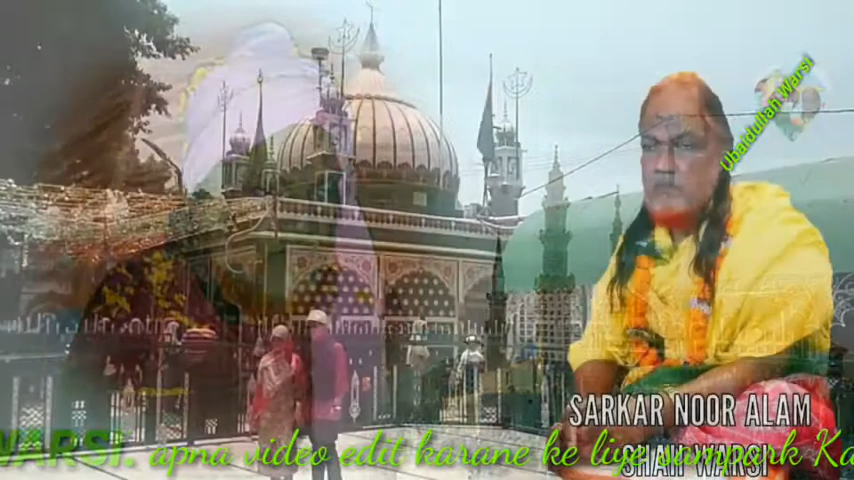 Ubaidullah Warsi
SARKAR NOOR ALAM
SHAH WARSI
WARSI. apna video edit karane ke liye sampark Ka